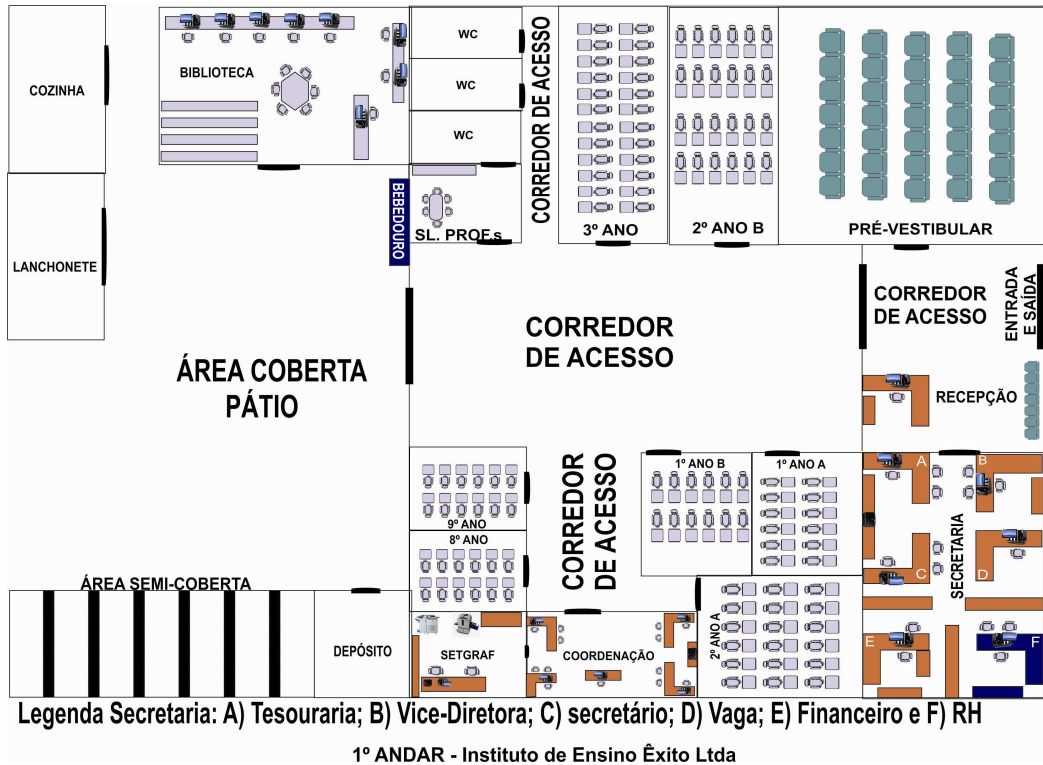 COZINHA
BIBLIOTECA
WC
WC
WC
CORREDOR DE ACESSO
3º ANO
2º ANO B
PRÉ-VESTIBULAR
LANCHONETE
BEBEDOURO
SL. PROF.s
CORREDOR
DE ACESSO
ENTRADA
E SAÍDA
CORREDOR
DE ACESSO
ÁREA COBERTA
PÁTIO
RECEPÇÃO
9º ANO
8º ANO
CORREDOR
DE ACESSO
1º ANO B
1º ANO A
A
B
SECRETARIA
C
D
ÁREA SEMI-COBERTA
DEPÓSITO
SETGRAF
COORDENAÇÃO
2º ANO A
E
F
Legenda Secretaria: A) Tesouraria; B) Vice-Diretora; C) secretário; D) Vaga; E) Financeiro e F) RH
1º ANDAR - Instituto de Ensino Êxito Ltda